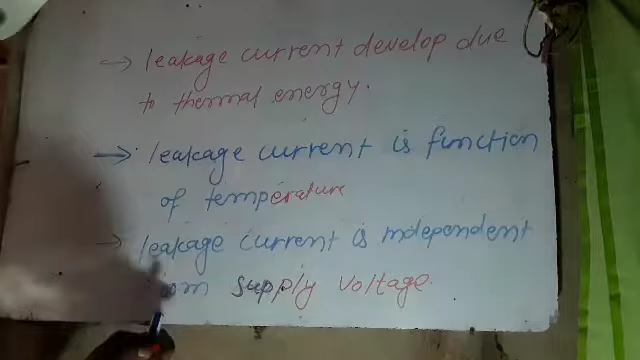 → leakage current develop due
to thermal energy.
→ leakage current is function
of temperature
→ leakage current is independent
from supply voltage.